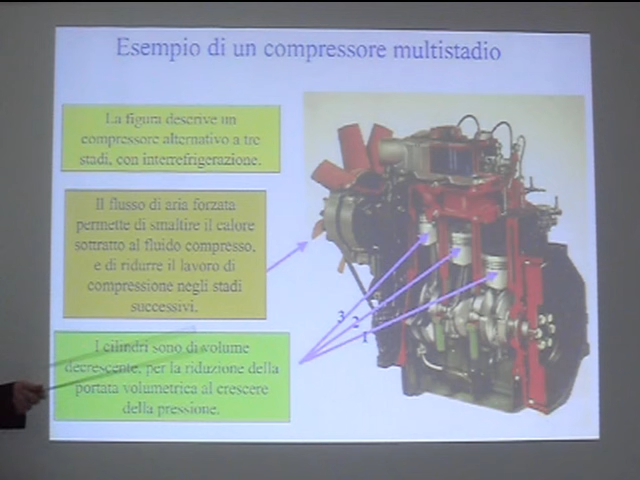 Esempio di un compressore multistadio
La figura descrive un
compressore alternativo a tre
stadi, con interrefrigerazione.
Il flusso di aria forzata
permette di smaltire il calore
sottratto al fluido compresso,
e di ridurre il lavoro di
compressione negli stadi
successivi.
3
2
1
I cilindri sono di volume
decrescente, per la riduzione della
portata volumetrica al crescere
della pressione.